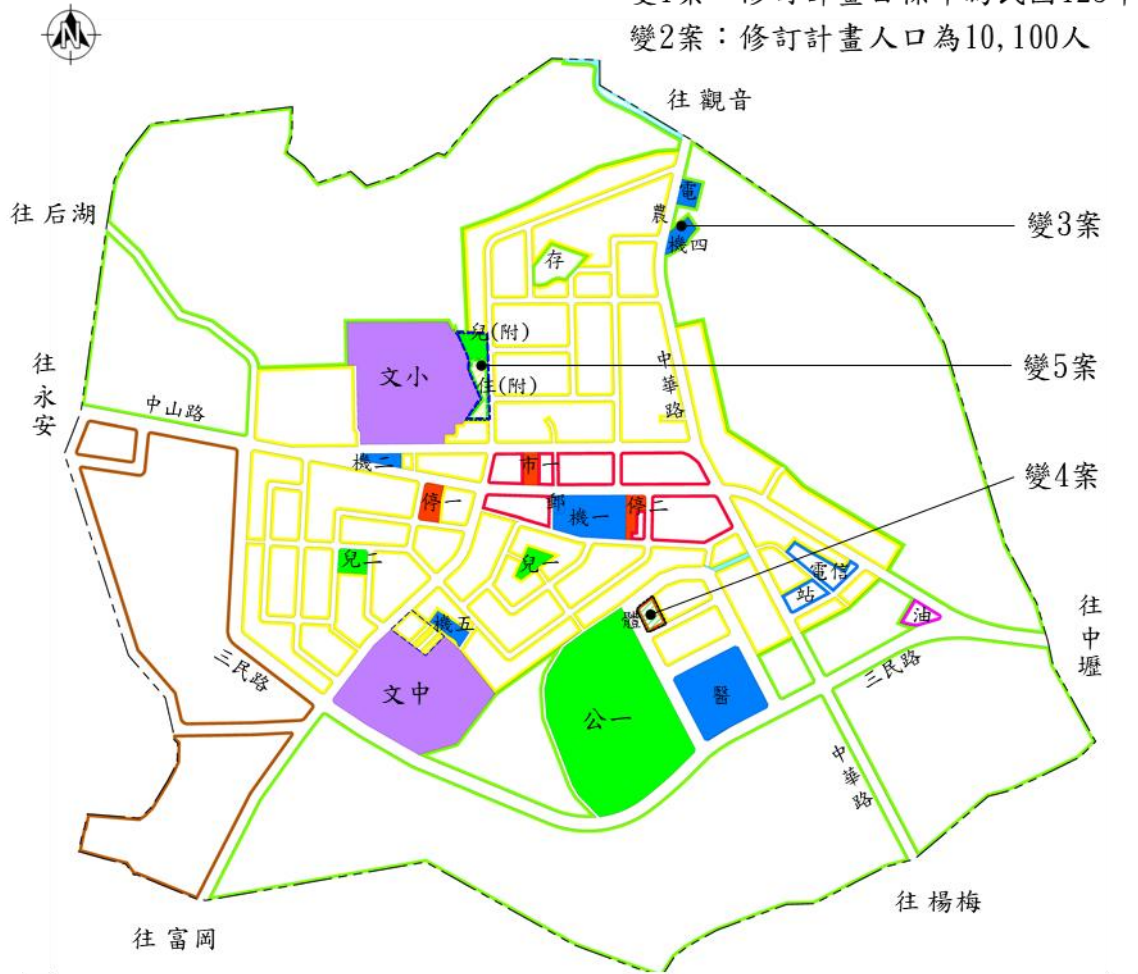 變2案：修訂計畫人口為10,100人
N
往 觀音
電
往 后湖
農
變3案
機四
存
兒(附)
往永安
文小
中華路
變5案
住(附)
中山路
機二
市一
變4案
停一
郵
機一
停二
兒二
兒一
電信
站
體
油
往中壢
機五
三民路
三民路
文中
醫
公一
中華路
往 楊梅
往 富岡